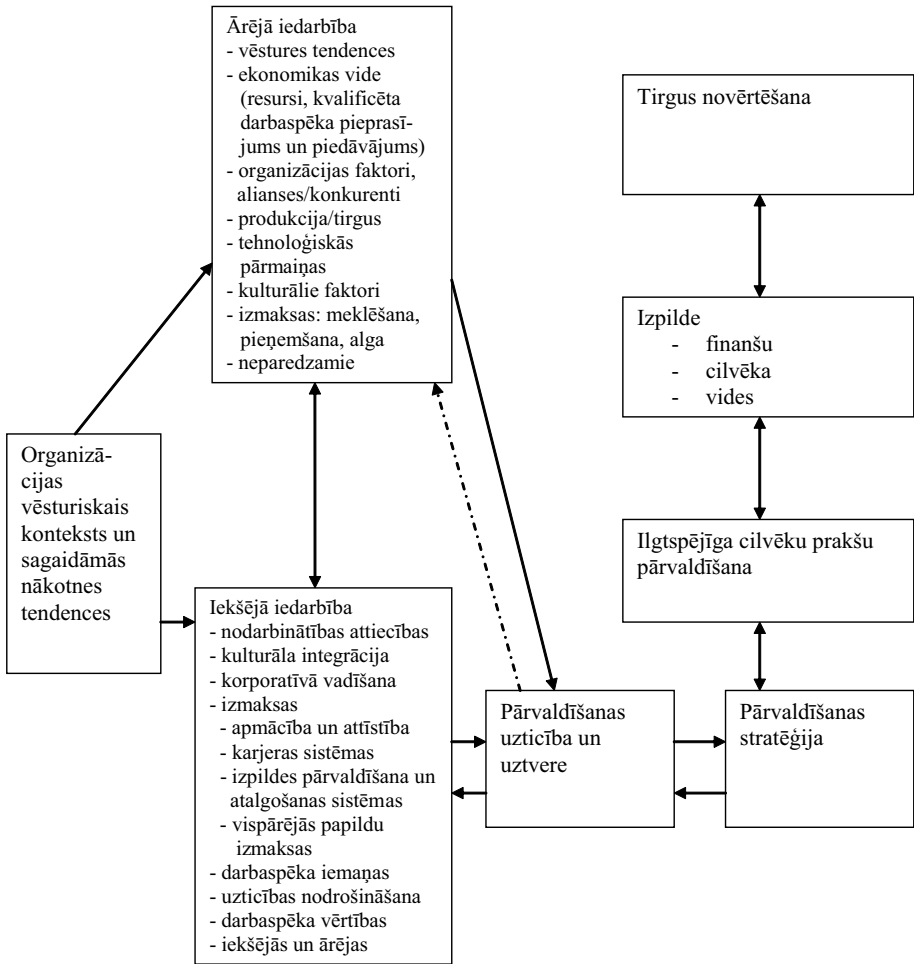 Ārējā iedarbība
- vēstures tendences
- ekonomikas vide
(resursi, kvalificēta
darbaspēka pieprasī-
jums un piedāvājums)
- organizācijas faktori,
alianses/konkurenti
- produkcija/tirgus
- tehnoloģiskās
pārmaiņas
- kulturālie faktori
- izmaksas: meklēšana,
pieņemšana, alga
- neparedzamie
Organizā-
cijas
vēsturiskais
konteksts un
sagaidāmās
nākotnes
tendences
Iekšējā iedarbība
- nodarbinātības attiecības
- kulturāla integrācija
- korporatīvā vadīšana
- izmaksas
- apmācība un attīstība
- karjeras sistēmas
- izpildes pārvaldīšana un
atalgošanas sistēmas
- vispārējās papildu
izmaksas
- darbaspēka iemaņas
- uzticības nodrošināšana
- darbaspēka vērtības
- iekšējās un ārējas
Pārvaldīšanas
uzticība un
uztvere
Pārvaldīšanas
stratēģija
Ilgtspējīga cilvēku prakšu
pārvaldīšana
Izpilde
- finanšu
- cilvēka
- vides
Tirgus novērtēšana